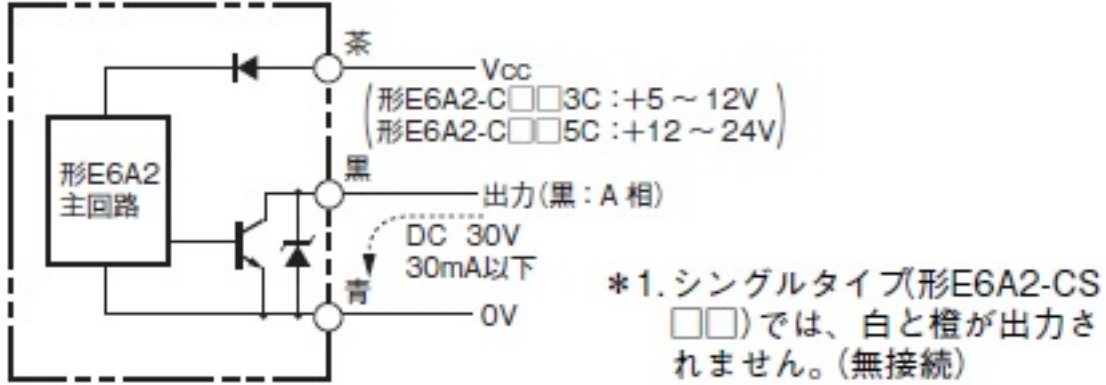 茶
Vcc
(形E6A2-C□□3C:+5~12V
形E6A2-C□□5C:+12~24V)
形E6A2
主回路
黒
出力(黒:A相)
DC 30V
30mA以下
青
0V
*1.シングルタイプ(形E6A2-CS
□□)では、白と橙が出力さ
れません。(無接続)